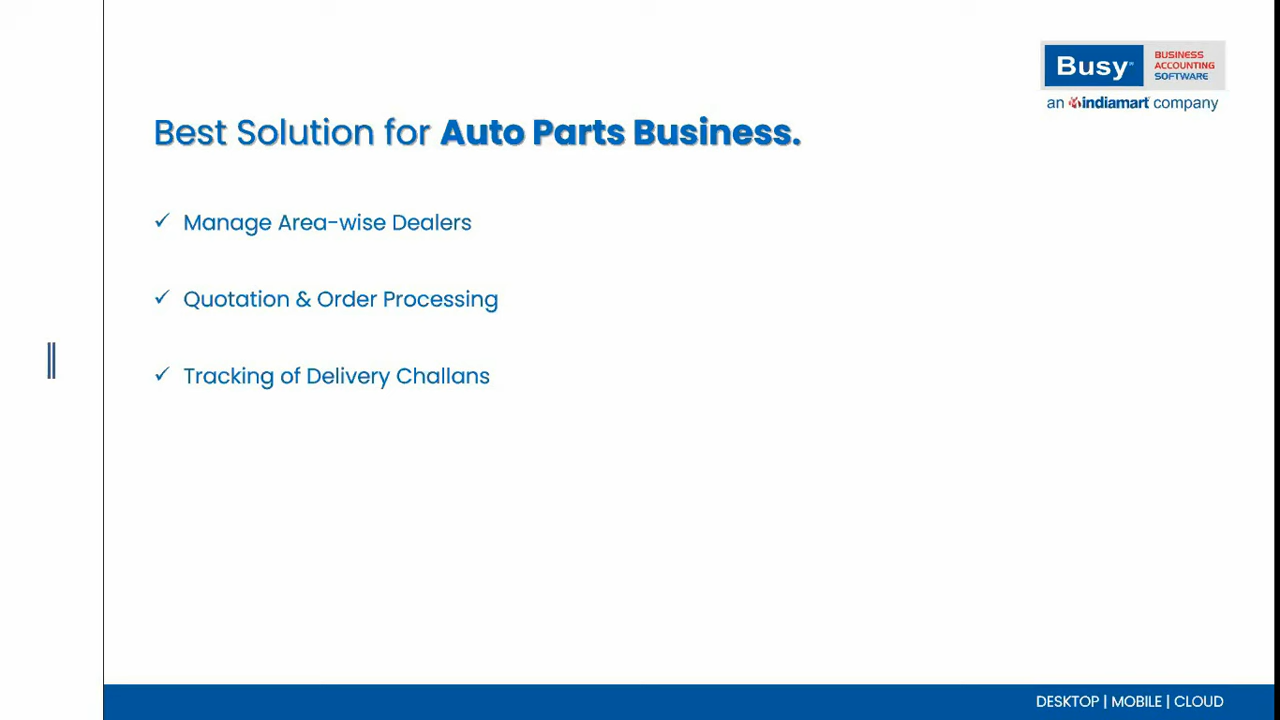 Busy
BUSINESS
ACCOUNTING
SOFTWARE
an indiamart company
Best Solution for Auto Parts Business.
✓ Manage Area-wise Dealers
✓ Quotation & Order Processing
✓ Tracking of Delivery Challans
DESKTOP | MOBILE | CLOUD